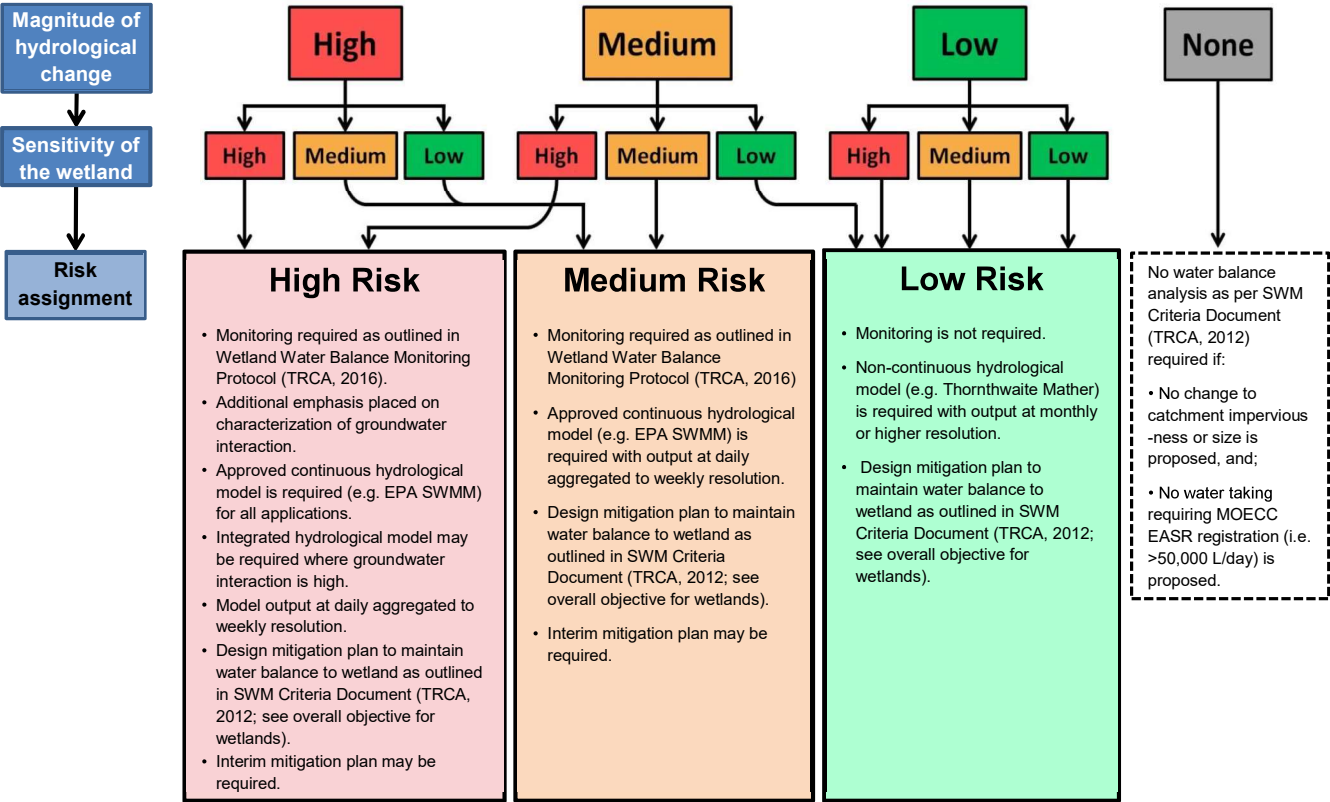 Magnitude of
hydrological
change
High
Medium
Low
None
Sensitivity of
the wetland
High
Medium
Low
High
Medium
Low
High
Medium
Low
Risk
assignment
High Risk
• Monitoring required as outlined in
Wetland Water Balance Monitoring
Protocol (TRCA, 2016).
• Additional emphasis placed on
characterization of groundwater
interaction.
• Approved continuous hydrological
model is required (e.g. EPA SWMM)
for all applications.
• Integrated hydrological model may
be required where groundwater
interaction is high.
• Model output at daily aggregated to
weekly resolution.
• Design mitigation plan to maintain
water balance to wetland as outlined
in SWM Criteria Document (TRCA,
2012; see overall objective for
wetlands).
• Interim mitigation plan may be
required.
Medium Risk
• Monitoring required as outlined in
Wetland Water Balance
Monitoring Protocol (TRCA, 2016)
• Approved continuous hydrological
model (e.g. EPA SWMM) is
required with output at daily
aggregated to weekly resolution.
• Design mitigation plan to maintain
water balance to wetland as
outlined in SWM Criteria
Document (TRCA, 2012; see
overall objective for wetlands).
• Interim mitigation plan may be
required.
Low Risk
• Monitoring is not required.
• Non-continuous hydrological
model (e.g. Thornthwaite Mather)
is required with output at monthly
or higher resolution.
• Design mitigation plan to
maintain water balance to
wetland as outlined in SWM
Criteria Document (TRCA, 2012;
see overall objective for
wetlands).
No water balance
analysis as per SWM
Criteria Document
(TRCA, 2012)
required if:
• No change to
catchment impervious
-ness or size is
proposed, and;
• No water taking
requiring MOECC
EASR registration (i.e.
>50,000 L/day) is
proposed.